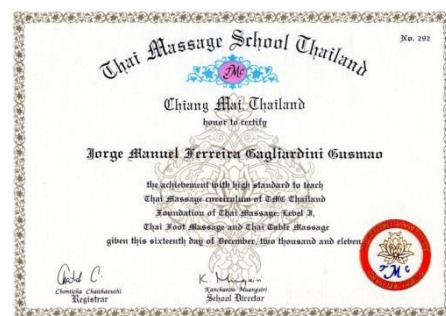 No. 292
Thai Massage School Thailand
TMC
Chiang Mai, Thailand
honor to certify
Jorge Manuel Ferreira Gagliardini Gusmao
the achievement with high standard to teach
Thai Massage curriculum of TMC Thailand
Foundation of Thai Massage: Level I,
Thai Foot Massage and Thai Table Massage
given this sixteenth day of December, two thousand and eleven
Registrar
School Director
TMC